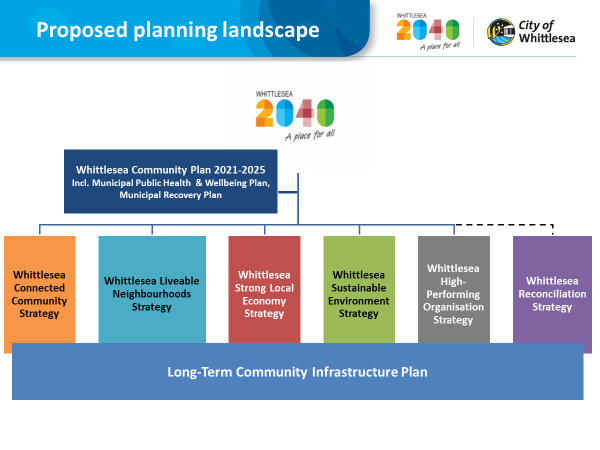 Proposed planning landscape
WHITTLESEA
2040
A place for all
City of
Whittlesea
WHITTLESEA
2040
A place for all
Whittlesea Community Plan 2021-2025
Incl. Municipal Public Health & Wellbeing Plan,
Municipal Recovery Plan
Whittlesea
Connected
Community
Strategy
Whittlesea Liveable
Neighbourhoods
Strategy
Whittlesea
Strong Local
Economy
Strategy
Whittlesea
Sustainable
Environment
Strategy
Whittlesea
High-
Performing
Organisation
Strategy
Whittlesea
Reconciliation
Strategy
Long-Term Community Infrastructure Plan